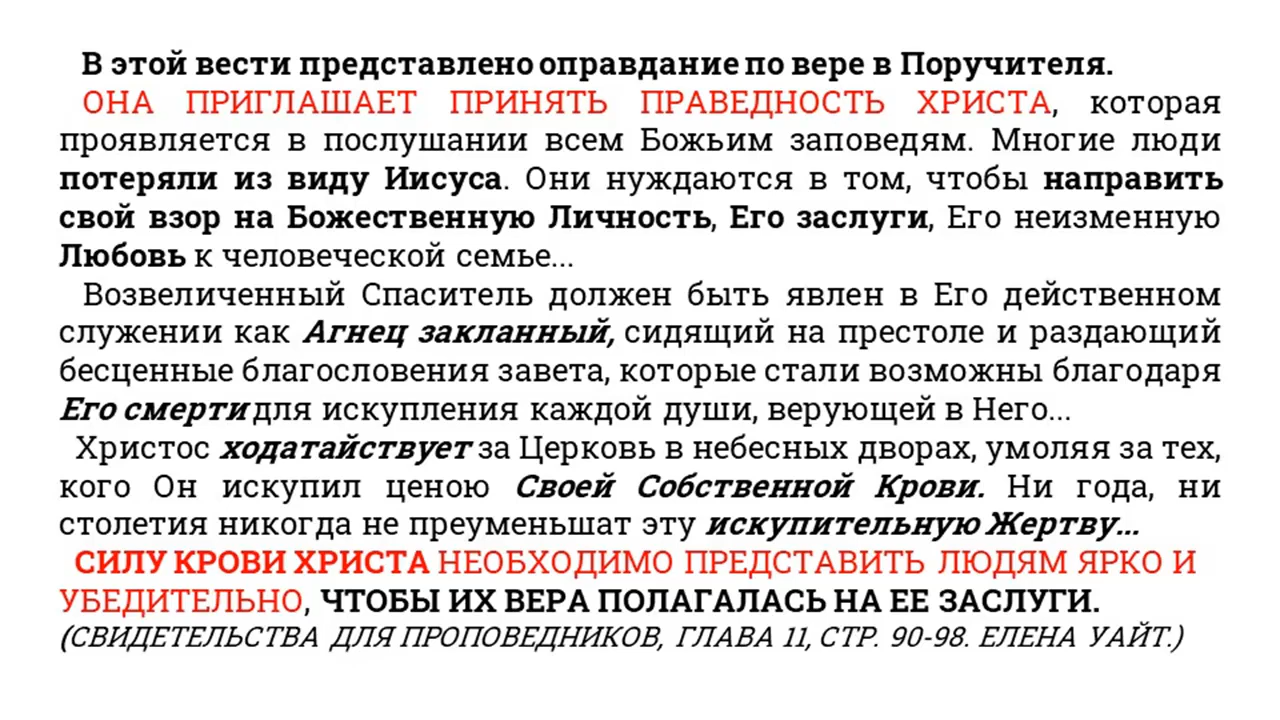 В этой вести представлено оправдание по вере в Поручителя.
ОНА ПРИГЛАШАЕТ ПРИНЯТЬ ПРАВЕДНОСТЬ ХРИСТА, которая
проявляется в послушании всем Божьим заповедям. Многие люди
потеряли из виду Иисуса. Они нуждаются в том, чтобы направить
свой взор на Божественную Личность, Его заслуги, Его неизменную
Любовь к человеческой семье...
Возвеличенный Спаситель должен быть явлен в Его действенном
служении как Агнец закланный, сидящий на престоле и раздающий
бесценные благословения завета, которые стали возможны благодаря
Его смерти для искупления каждой души, верующей в Него...
Христос ходатайствует за Церковь в небесных дворах, умоляя за тех,
кого Он искупил ценою Своей Собственной Крови. Ни года, ни
столетия никогда не преуменьшат эту искупительную Жертву...
СИЛУ КРОВИ ХРИСТА НЕОБХОДИМО ПРЕДСТАВИТЬ ЛЮДЯМ ЯРКО И
УБЕДИТЕЛЬНО, ЧТОБЫ ИХ ВЕРА ПОЛАГАЛАСЬ НА ЕЕ ЗАСЛУГИ.
(СВИДЕТЕЛЬСТВА ДЛЯ ПРОПОВЕДНИКОВ, ГЛАВА 11, СТР. 90-98. ЕЛЕНА УАЙТ.)